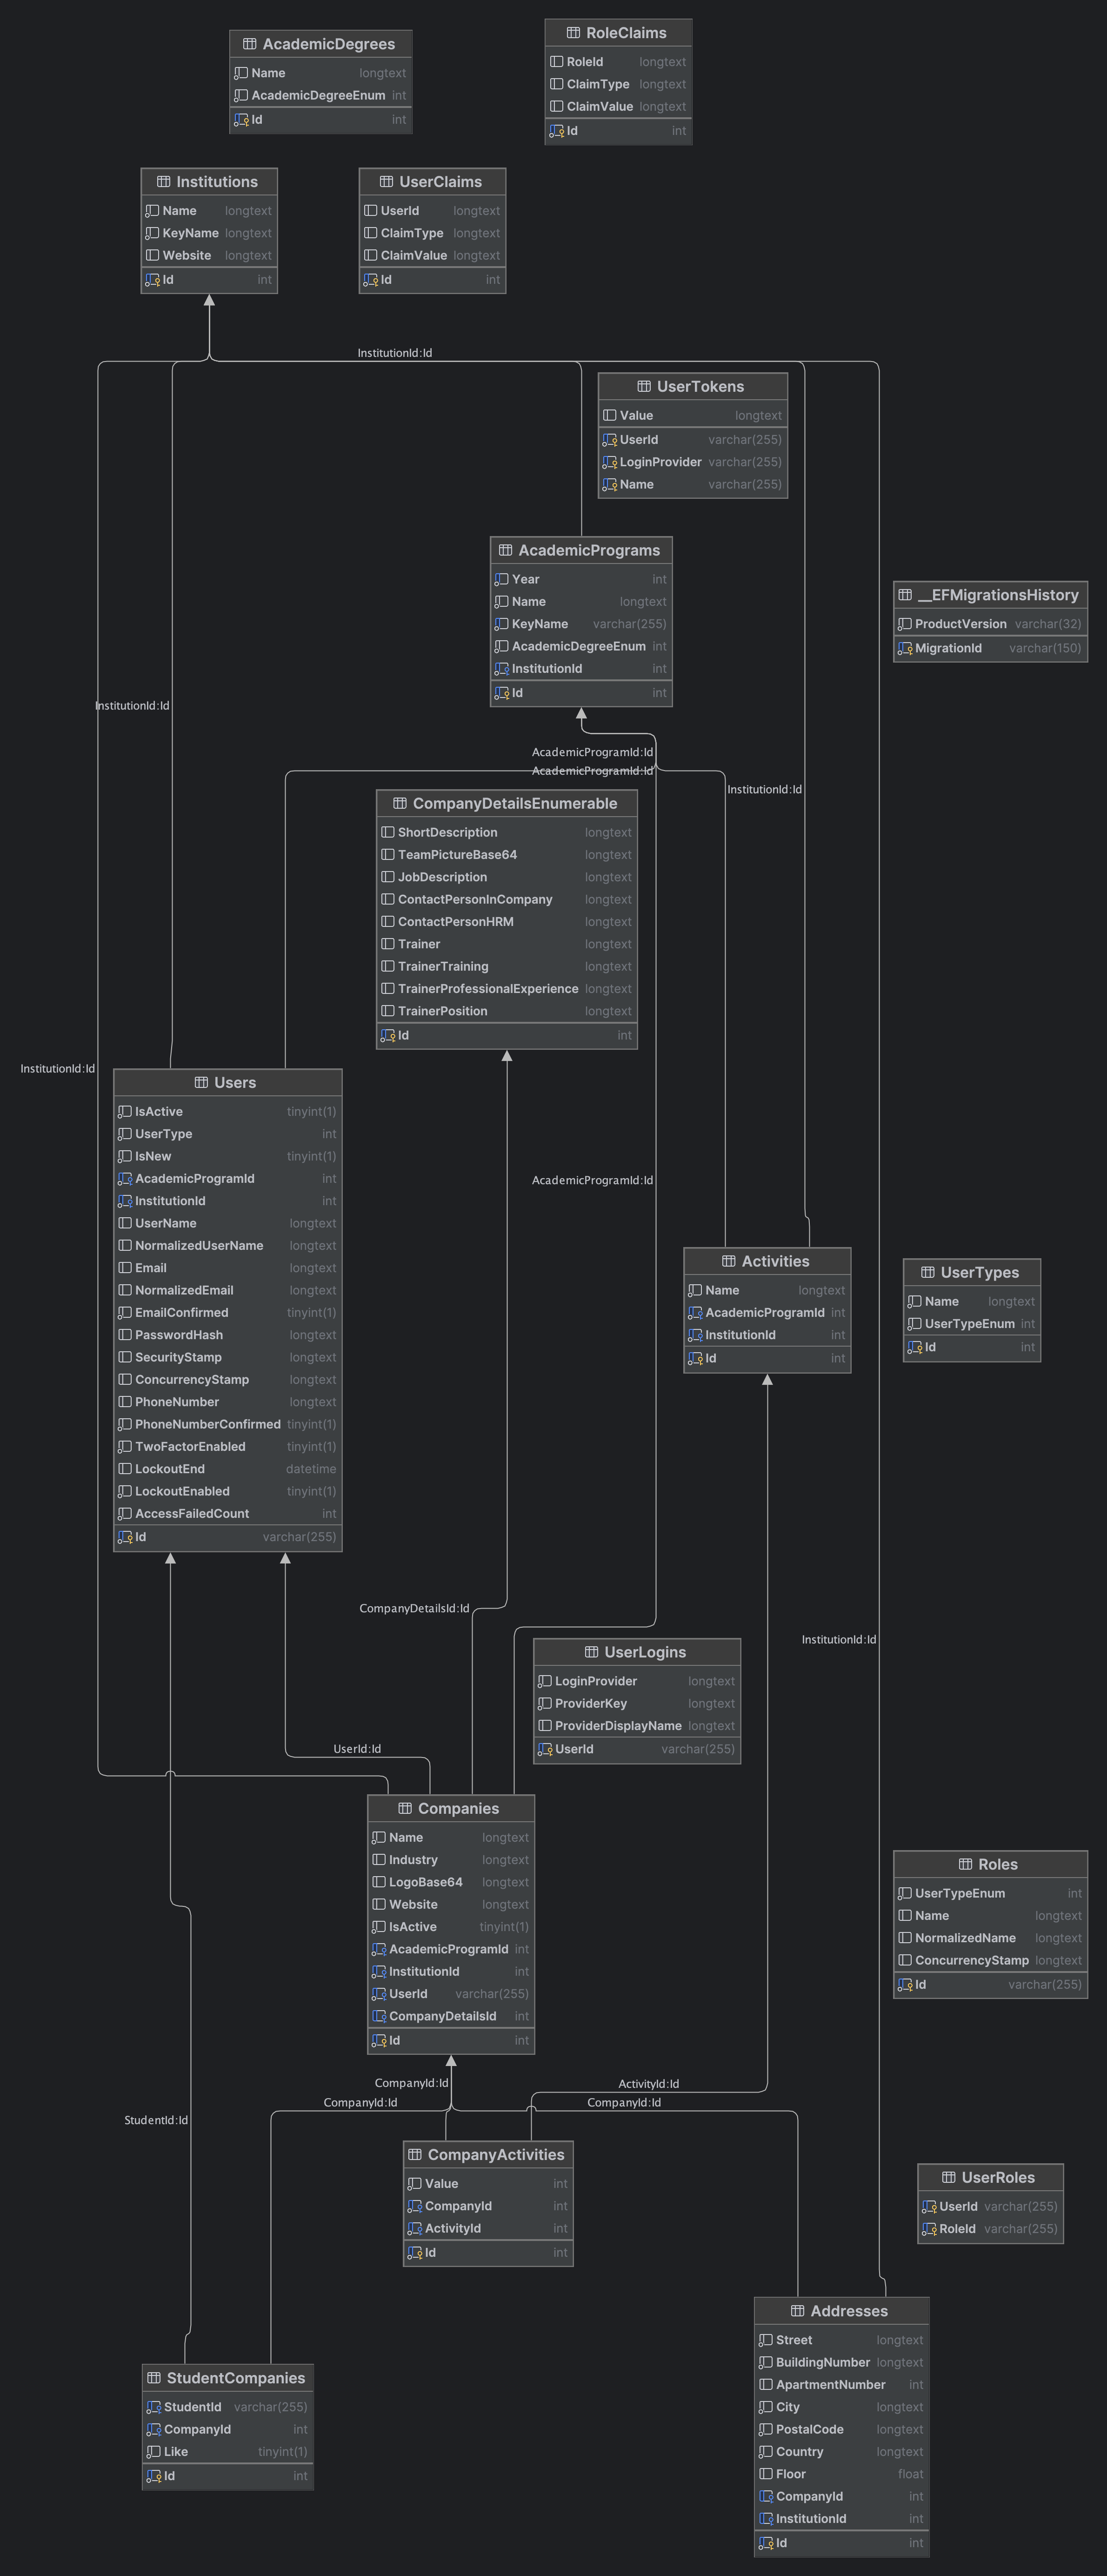 AcademicDegrees
Name longtext
AcademicDegreeEnum int
Id int
RoleClaims
RoleId longtext
ClaimType longtext
ClaimValue longtext
Id int
Institutions
Name longtext
KeyName longtext
Website longtext
Id int
UserClaims
UserId longtext
ClaimType longtext
ClaimValue longtext
Id int
InstitutionId:Id
UserTokens
Value longtext
UserId varchar(255)
LoginProvider varchar(255)
Name varchar(255)
AcademicPrograms
Year int
Name longtext
KeyName varchar(255)
AcademicDegreeEnum int
InstitutionId int
Id int
__EFMigrationsHistory
ProductVersion varchar(32)
MigrationId varchar(150)
InstitutionId:Id
AcademicProgramId:Id
AcademicProgramId:Id
InstitutionId:Id
CompanyDetailsEnumerable
ShortDescription longtext
TeamPictureBase64 longtext
JobDescription longtext
ContactPersonInCompany longtext
ContactPersonHRM longtext
Trainer longtext
TrainerTraining longtext
TrainerProfessionalExperience longtext
TrainerPosition longtext
Id int
InstitutionId:Id
Users
IsActive tinyint(1)
UserType int
IsNew tinyint(1)
AcademicProgramId int
InstitutionId int
UserName longtext
NormalizedUserName longtext
Email longtext
NormalizedEmail longtext
EmailConfirmed tinyint(1)
PasswordHash longtext
SecurityStamp longtext
ConcurrencyStamp longtext
PhoneNumber longtext
PhoneNumberConfirmed tinyint(1)
TwoFactorEnabled tinyint(1)
LockoutEnd datetime
LockoutEnabled tinyint(1)
AccessFailedCount int
Id varchar(255)
AcademicProgramId:Id
Activities
Name longtext
AcademicProgramId int
InstitutionId int
Id int
UserTypes
Name longtext
UserTypeEnum int
Id int
CompanyDetailsId:Id
InstitutionId:Id
UserLogins
LoginProvider longtext
ProviderKey longtext
ProviderDisplayName longtext
UserId varchar(255)
UserId:Id
Companies
Name longtext
Industry longtext
LogoBase64 longtext
Website longtext
IsActive tinyint(1)
AcademicProgramId int
InstitutionId int
UserId varchar(255)
CompanyDetailsId int
Id int
Roles
UserTypeEnum int
Name longtext
NormalizedName longtext
ConcurrencyStamp longtext
Id varchar(255)
CompanyId:Id
ActivityId:Id
CompanyId:Id
CompanyId:Id
StudentId:Id
CompanyActivities
Value int
CompanyId int
ActivityId int
Id int
UserRoles
UserId varchar(255)
RoleId varchar(255)
Addresses
Street longtext
BuildingNumber longtext
ApartmentNumber int
City longtext
PostalCode longtext
Country longtext
Floor float
CompanyId int
InstitutionId int
Id int
StudentCompanies
StudentId varchar(255)
CompanyId int
Like tinyint(1)
Id int